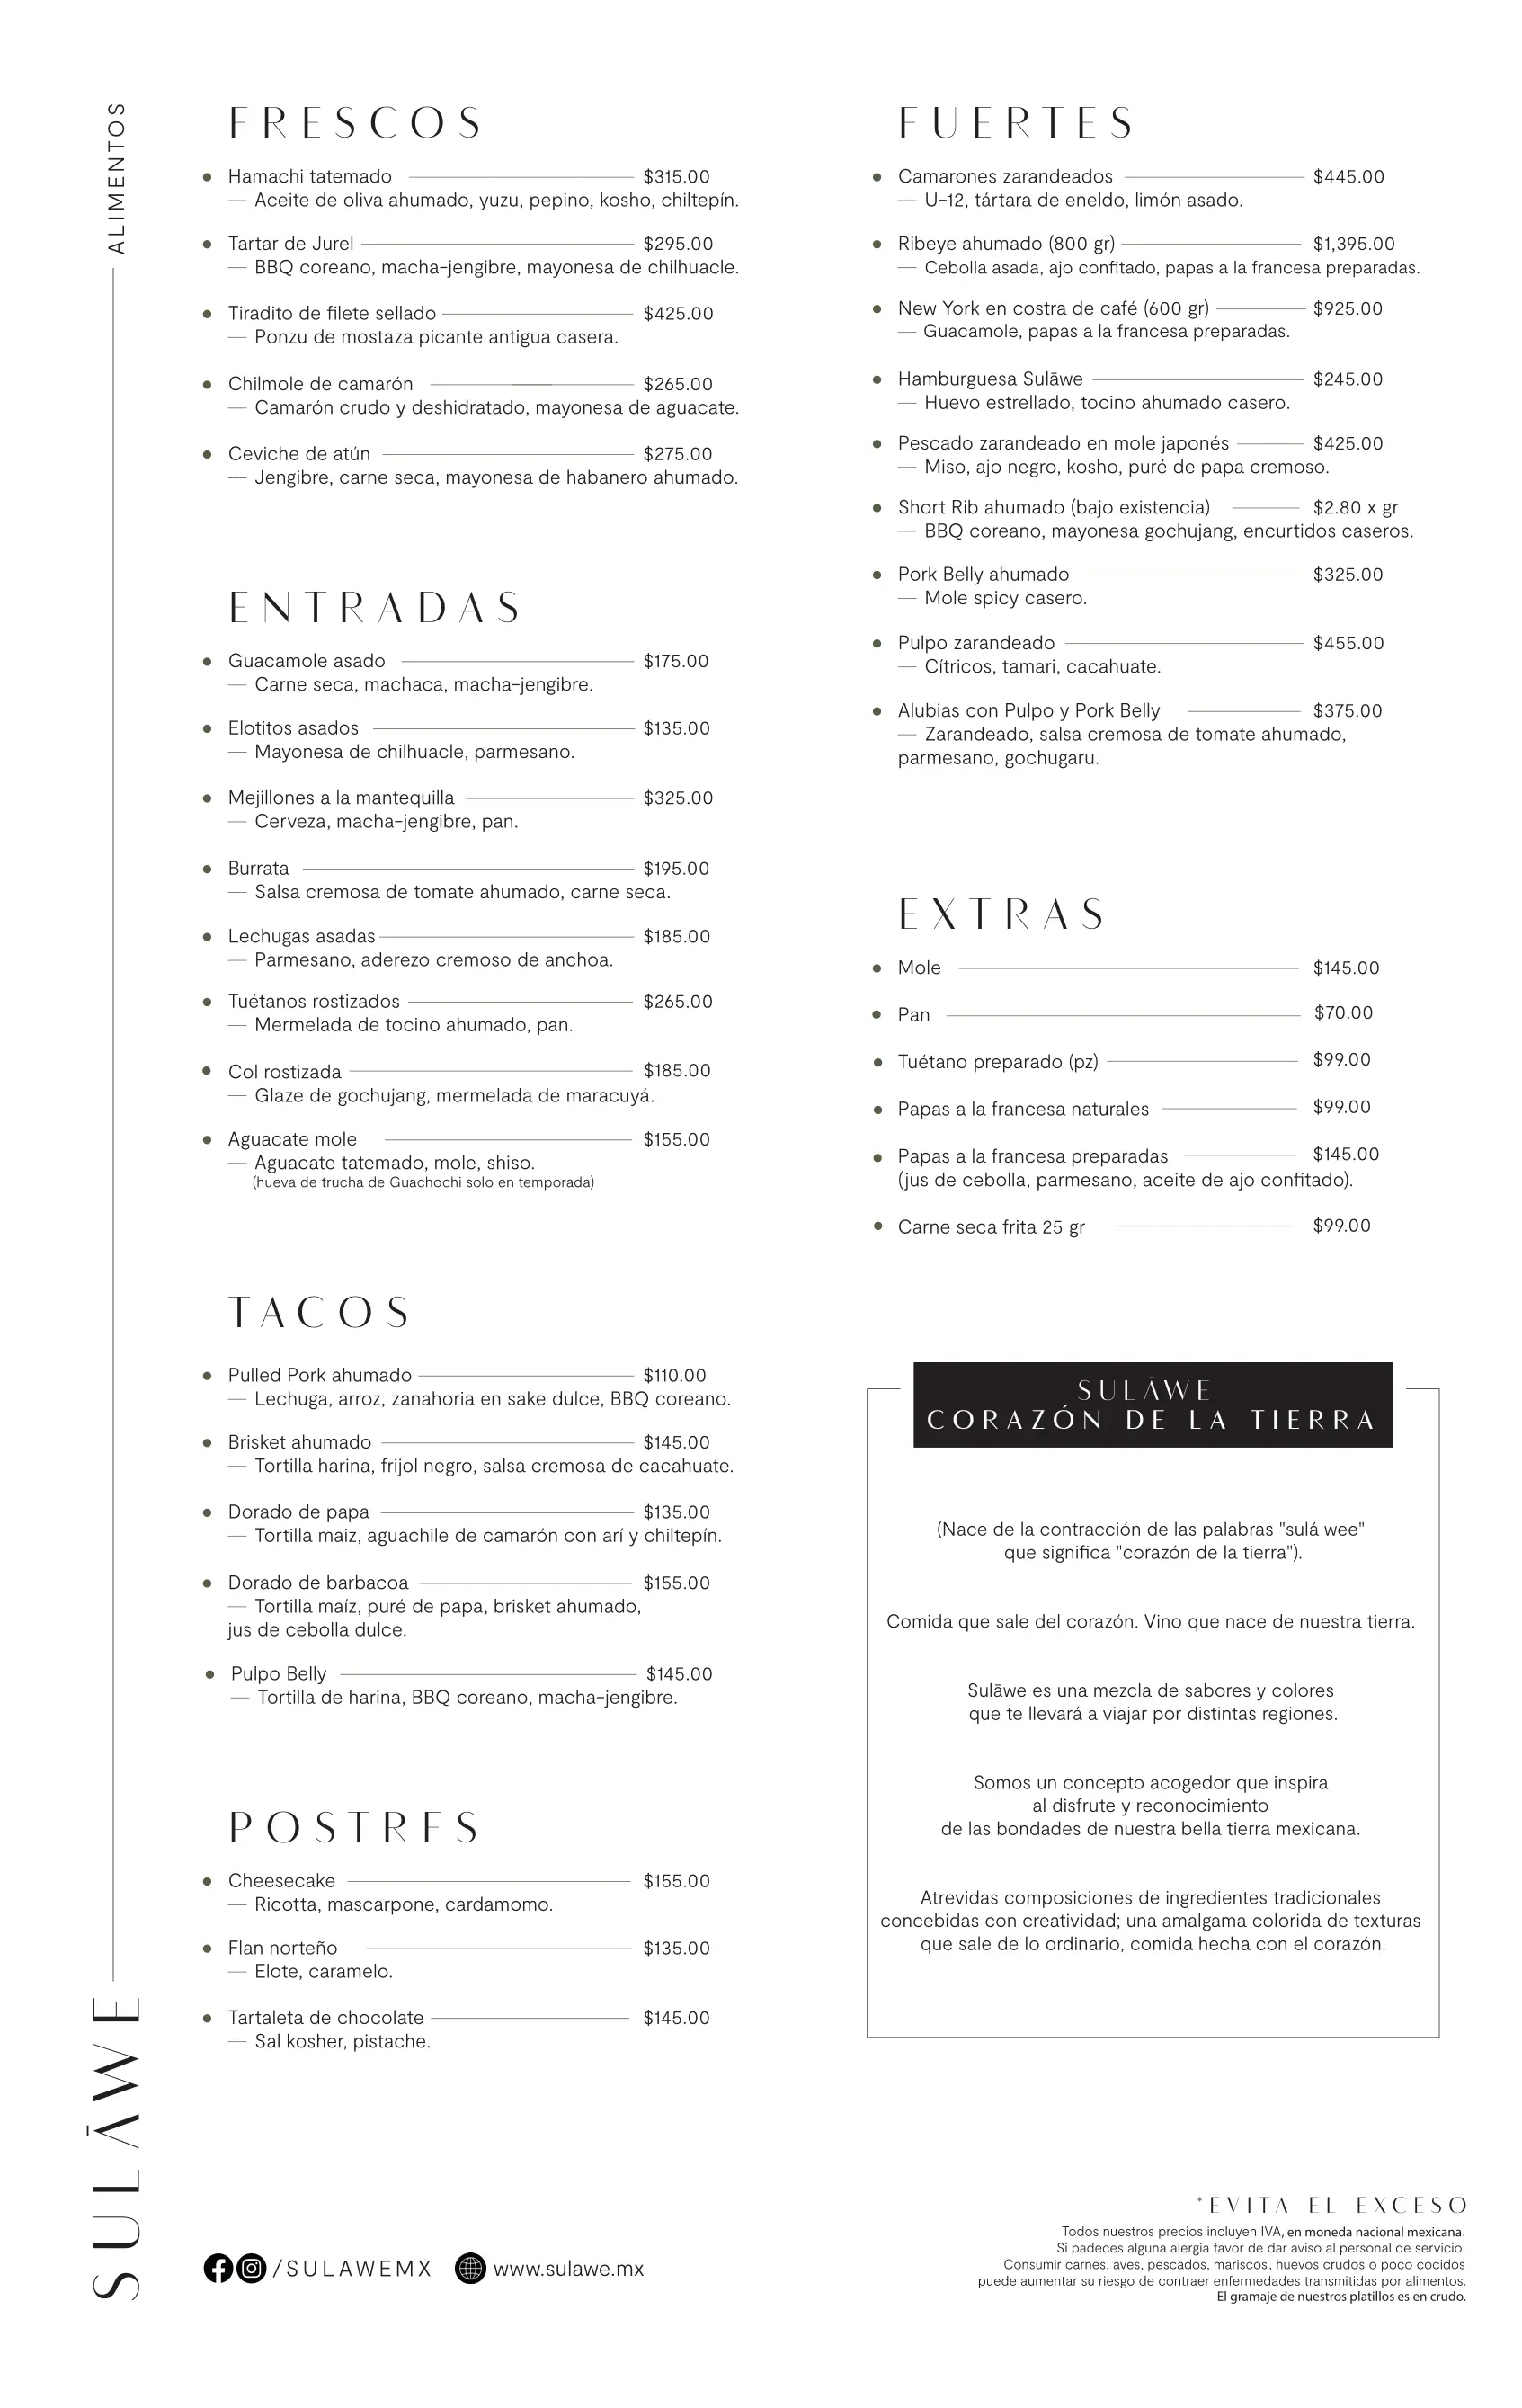 ALIMENTOS
SULĀWE
FRESCOS
Hamachi tatemado $315.00
— Aceite de oliva ahumado, yuzu, pepino, kosho, chiltepín.
Tartar de Jurel $295.00
— BBQ coreano, macha-jengibre, mayonesa de chilhuacle.
Tiradito de filete sellado $425.00
— Ponzu de mostaza picante antigua casera.
Chilmole de camarón $265.00
— Camarón crudo y deshidratado, mayonesa de aguacate.
Ceviche de atún $275.00
— Jengibre, carne seca, mayonesa de habanero ahumado.
ENTRADAS
Guacamole asado $175.00
— Carne seca, machaca, macha-jengibre.
Elotitos asados $135.00
— Mayonesa de chilhuacle, parmesano.
Mejillones a la mantequilla $325.00
— Cerveza, macha-jengibre, pan.
Burrata $195.00
— Salsa cremosa de tomate ahumado, carne seca.
Lechugas asadas $185.00
— Parmesano, aderezo cremoso de anchoa.
Tuétanos rostizados $265.00
— Mermelada de tocino ahumado, pan.
Col rostizada $185.00
— Glaze de gochujang, mermelada de maracuyá.
Aguacate mole $155.00
— Aguacate tatemado, mole, shiso.
(hueva de trucha de Guachochi solo en temporada)
TACOS
Pulled Pork ahumado $110.00
— Lechuga, arroz, zanahoria en sake dulce, BBQ coreano.
Brisket ahumado $145.00
— Tortilla harina, frijol negro, salsa cremosa de cacahuate.
Dorado de papa $135.00
— Tortilla maiz, aguachile de camarón con arí y chiltepín.
Dorado de barbacoa $155.00
— Tortilla maíz, puré de papa, brisket ahumado,
jus de cebolla dulce.
Pulpo Belly $145.00
— Tortilla de harina, BBQ coreano, macha-jengibre.
POSTRES
Cheesecake $155.00
— Ricotta, mascarpone, cardamomo.
Flan norteño $135.00
— Elote, caramelo.
Tartaleta de chocolate $145.00
— Sal kosher, pistache.
/SULAWEMX www.sulawe.mx
FUERTES
Camarones zarandeados $445.00
— U-12, tártara de eneldo, limón asado.
Ribeye ahumado (800 gr) $1,395.00
— Cebolla asada, ajo confitado, papas a la francesa preparadas.
New York en costra de café (600 gr) $925.00
— Guacamole, papas a la francesa preparadas.
Hamburguesa Sulāwe $245.00
— Huevo estrellado, tocino ahumado casero.
Pescado zarandeado en mole japonés $425.00
— Miso, ajo negro, kosho, puré de papa cremoso.
Short Rib ahumado (bajo existencia) $2.80 x gr
— BBQ coreano, mayonesa gochujang, encurtidos caseros.
Pork Belly ahumado $325.00
— Mole spicy casero.
Pulpo zarandeado $455.00
— Cítricos, tamari, cacahuate.
Alubias con Pulpo y Pork Belly $375.00
— Zarandeado, salsa cremosa de tomate ahumado,
parmesano, gochugaru.
EXTRAS
Mole $145.00
Pan $70.00
Tuétano preparado (pz) $99.00
Papas a la francesa naturales $99.00
Papas a la francesa preparadas $145.00
(jus de cebolla, parmesano, aceite de ajo confitado).
Carne seca frita 25 gr $99.00
SULĀWE
CORAZÓN DE LA TIERRA
(Nace de la contracción de las palabras "sulá wee"
que significa "corazón de la tierra").
Comida que sale del corazón. Vino que nace de nuestra tierra.
Sulāwe es una mezcla de sabores y colores
que te llevará a viajar por distintas regiones.
Somos un concepto acogedor que inspira
al disfrute y reconocimiento
de las bondades de nuestra bella tierra mexicana.
Atrevidas composiciones de ingredientes tradicionales
concebidas con creatividad; una amalgama colorida de texturas
que sale de lo ordinario, comida hecha con el corazón.
*EVITA EL EXCESO
Todos nuestros precios incluyen IVA, en moneda nacional mexicana.
Si padeces alguna alergia favor de dar aviso al personal de servicio.
Consumir carnes, aves, pescados, mariscos, huevos crudos o poco cocidos
puede aumentar su riesgo de contraer enfermedades transmitidas por alimentos.
El gramaje de nuestros platillos es en crudo.